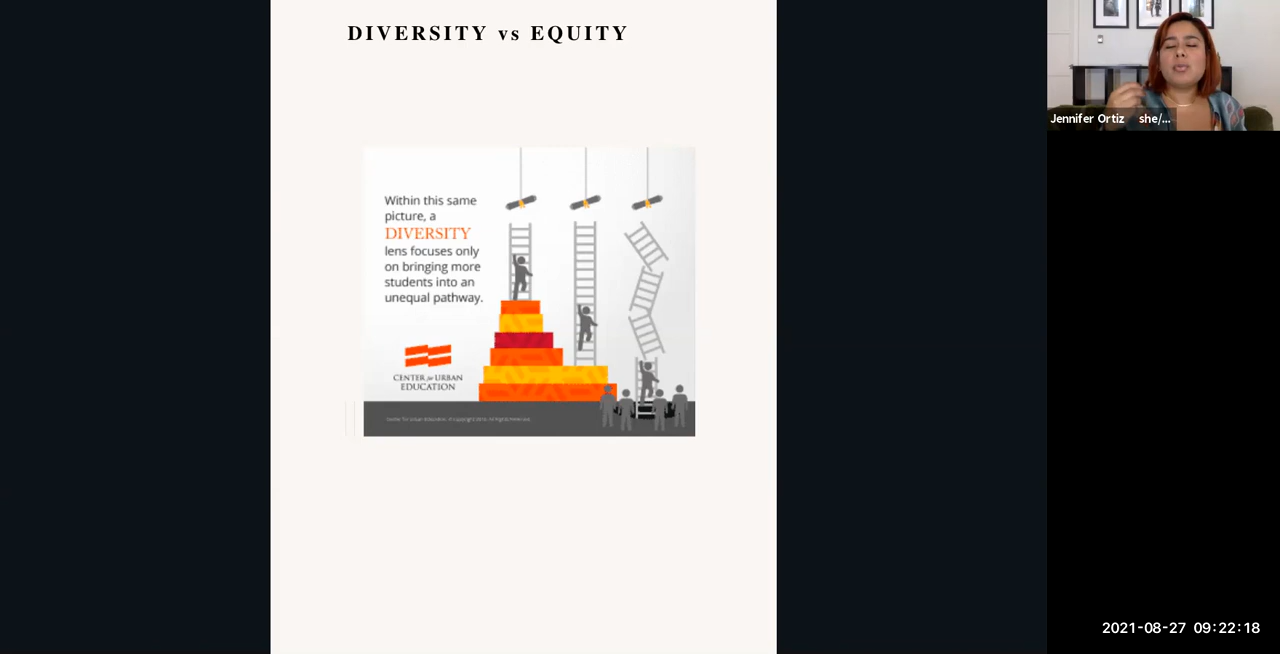 DIVERSITY vs EQUITY
Within this same
picture, a
DIVERSITY
lens focuses only
on bringing more
students into an
unequal pathway.
CENTER for URBAN
EDUCATION
Jennifer Ortiz she/...
2021-08-27 09:22:18